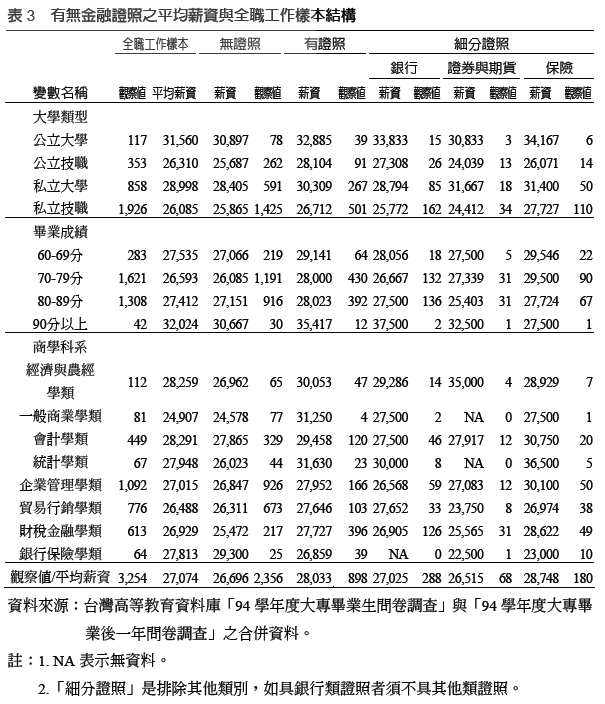 表 3 有無金融證照之平均薪資與全職工作樣本結構
全職工作樣本 無證照 有證照 細分證照
銀行 證券與期貨 保險
變數名稱 觀察值 平均薪資 薪資 觀察值 薪資 觀察值 薪資 觀察值 薪資 觀察值 薪資 觀察值
大學類型
公立大學 117 31,560 30,897 78 32,885 39 33,833 15 30,833 3 34,167 6
公立技職 353 26,310 25,687 262 28,104 91 27,308 26 24,039 13 26,071 14
私立大學 858 28,998 28,405 591 30,309 267 28,794 85 31,667 18 31,400 50
私立技職 1,926 26,085 25,865 1,425 26,712 501 25,772 162 24,412 34 27,727 110
畢業成績
60-69分 283 27,535 27,066 219 29,141 64 28,056 18 27,500 5 29,546 22
70-79分 1,621 26,593 26,085 1,191 28,000 430 26,667 132 27,339 31 29,500 90
80-89分 1,308 27,412 27,151 916 28,023 392 27,500 136 25,403 31 27,724 67
90分以上 42 32,024 30,667 30 35,417 12 37,500 2 32,500 1 27,500 1
商學科系
經濟與農經
學類 112 28,259 26,962 65 30,053 47 29,286 14 35,000 4 28,929 7
一般商業學類 81 24,907 24,578 77 31,250 4 27,500 2 NA 0 27,500 1
會計學類 449 28,291 27,865 329 29,458 120 27,500 46 27,917 12 30,750 20
統計學類 67 27,948 26,023 44 31,630 23 30,000 8 NA 0 36,500 5
企業管理學類 1,092 27,015 26,847 926 27,952 166 26,568 59 27,083 12 30,100 50
貿易行銷學類 776 26,488 26,311 673 27,646 103 27,652 33 23,750 8 26,974 38
財稅金融學類 613 26,929 25,472 217 27,727 396 26,905 126 25,565 31 28,622 49
銀行保險學類 64 27,813 29,300 25 26,859 39 NA 0 22,500 1 23,000 10
觀察值/平均薪資 3,254 27,074 26,696 2,356 28,033 898 27,025 288 26,515 68 28,748 180
資料來源：台灣高等教育資料庫「94 學年度大專畢業生問卷調查」與「94 學年度大專畢
業後一年問卷調查」之合併資料。
註：1. NA 表示無資料。
2.「細分證照」是排除其他類別，如具銀行類證照者須不具其他類證照。